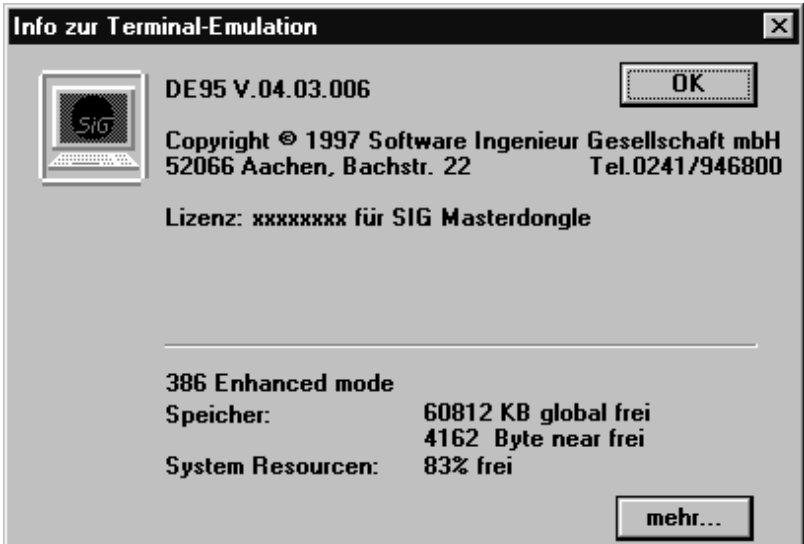 Info zur Terminal-Emulation
SiG
DE95 V.04.03.006
OK
Copyright © 1997 Software Ingenieur Gesellschaft mbH
52066 Aachen, Bachstr. 22 Tel.0241/946800
Lizenz: xxxxxxxx für SIG Masterdongle
386 Enhanced mode
Speicher: 60812 KB global frei
4162 Byte near frei
System Resourcen: 83% frei
mehr...